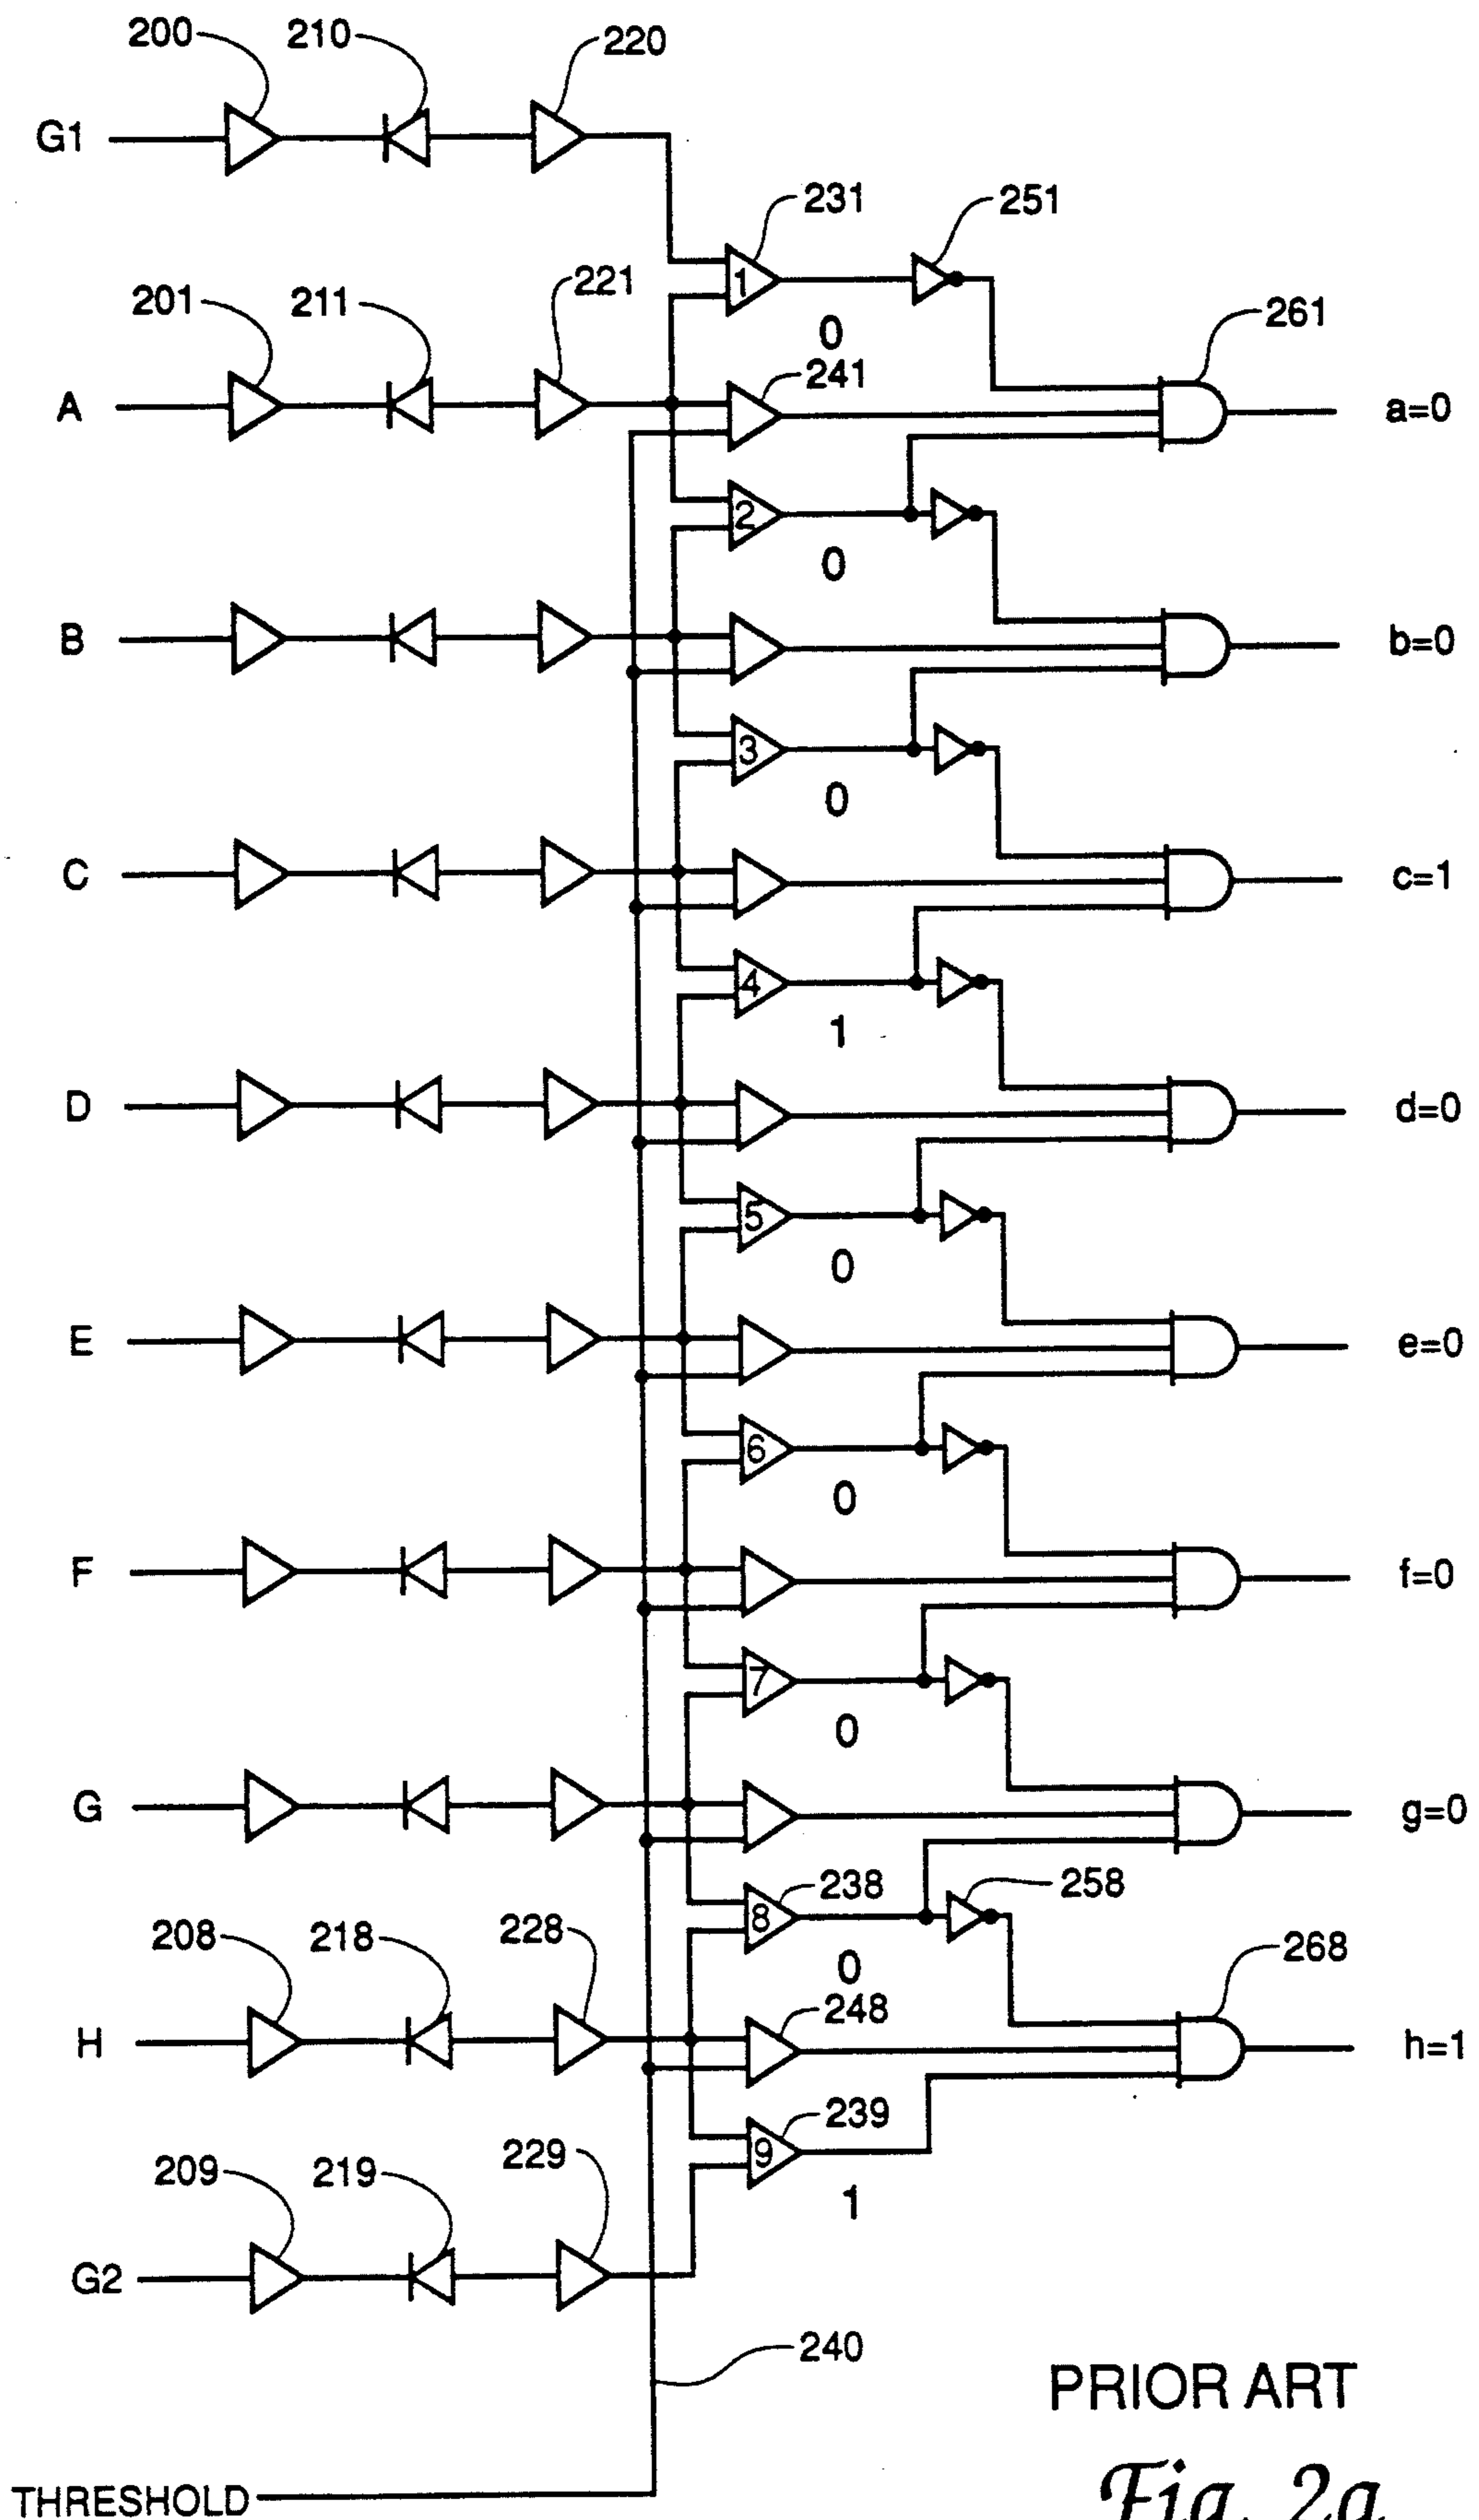 200 210 220
G1
231 251
201 211 221
1
261
0
241
A a=0
2
0
B b=0
3
0
C c=1
4
1
D d=0
5
0
E e=0
6
0
F f=0
7
0
G g=0
238 258
8
208 218 228 268
0
248
H h=1
239
9
209 219 229
1
G2
240
PRIOR ART
THRESHOLD
Fig. 2a